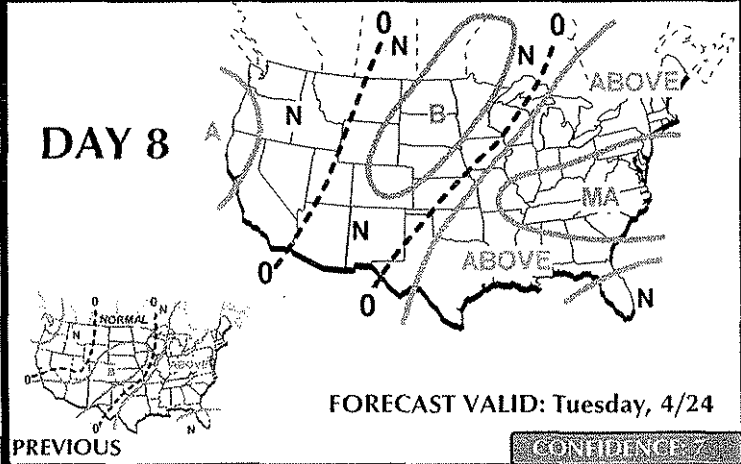 DAY 8
0
N
0
N
ABOVE
A
N
B
MA
N
ABOVE
0
0
N
0
0
N
NORMAL
N
B
ABOVE
0
0
N
PREVIOUS
FORECAST VALID: Tuesday, 4/24
CONFIDENCE: 7